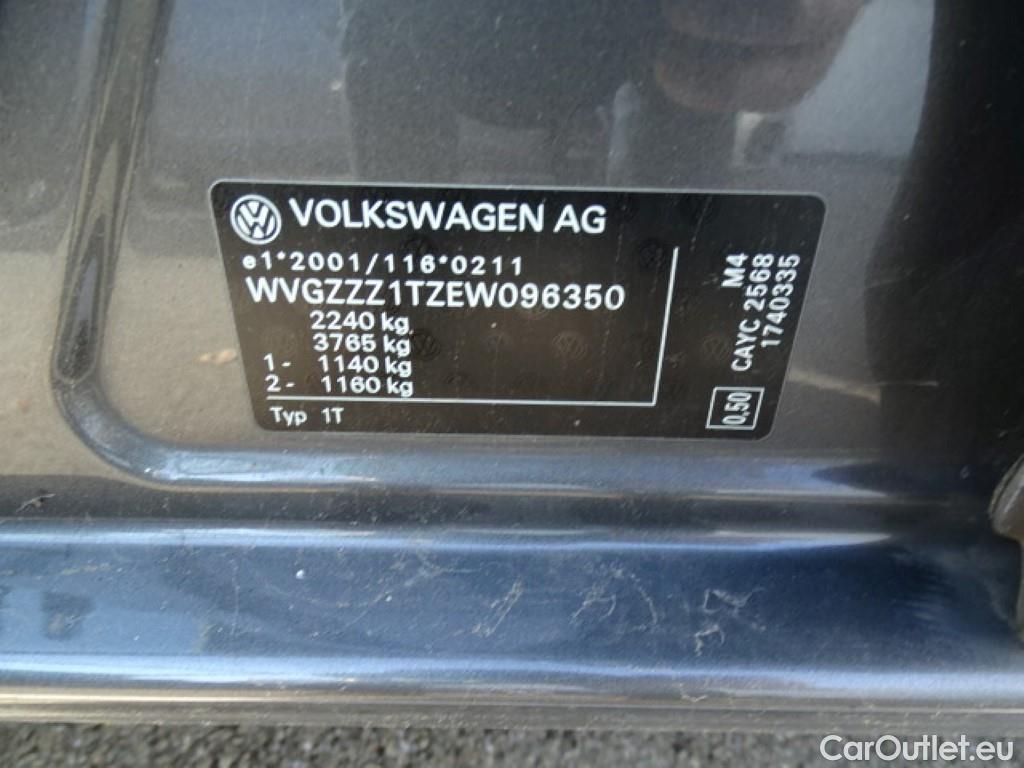 VOLKSWAGEN AG
e1*2001/116*0211
WVGZZZ1TZEW096350
2240 kg
3765 kg
1- 1140 kg
2- 1160 kg
Typ 1T
M4
CAYC 2568
1740335
0,50
CarOutlet.eu